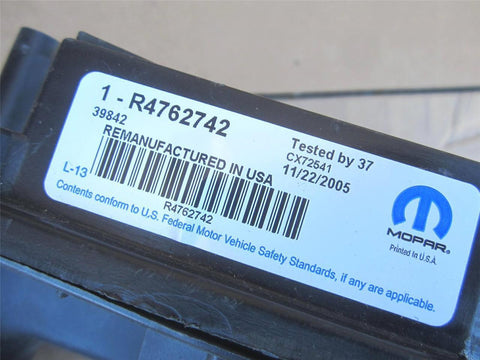 1 - R4762742
39842
Tested by 37
CX72541
REMANUFACTURED IN USA
11/22/2005
L-13
R4762742
Contents conform to U.S. Federal Motor Vehicle Safety Standards, if any are applicable.
MOPAR®
Printed in U.S.A.